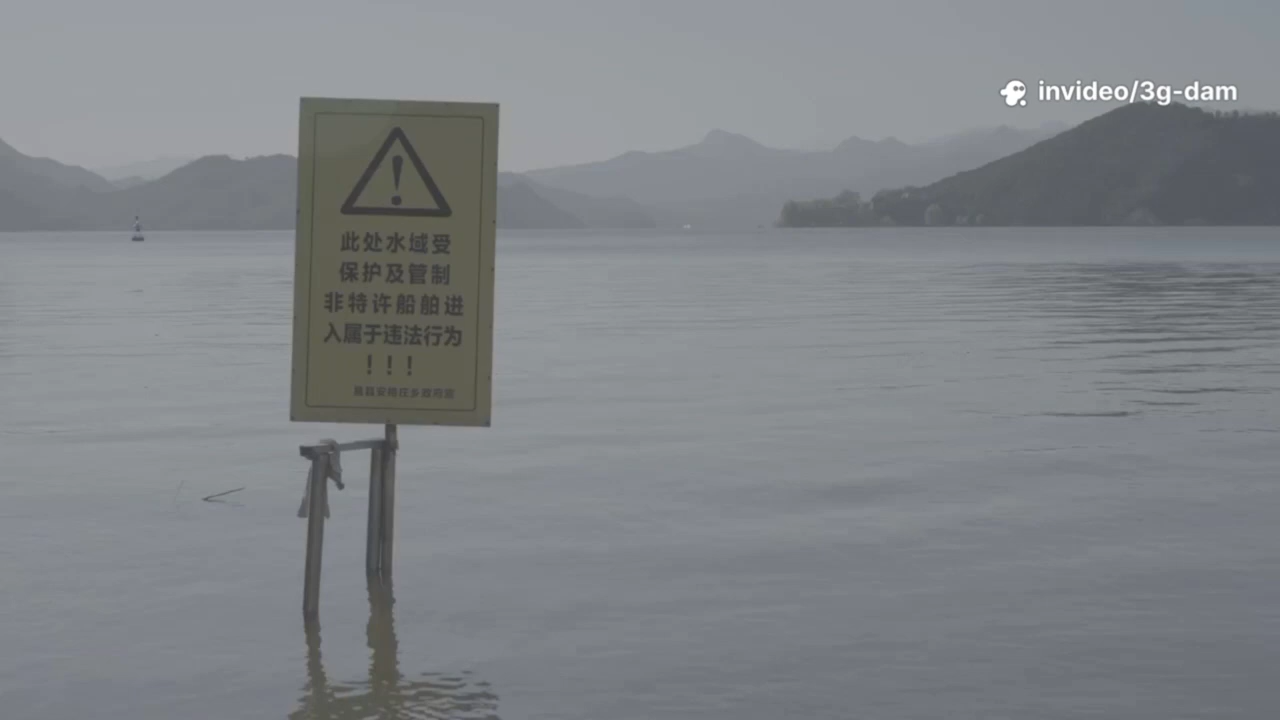 invideo/3g-dam
此处水域受
保护及管制
非特许船舶进
入属于违法行为
！！！